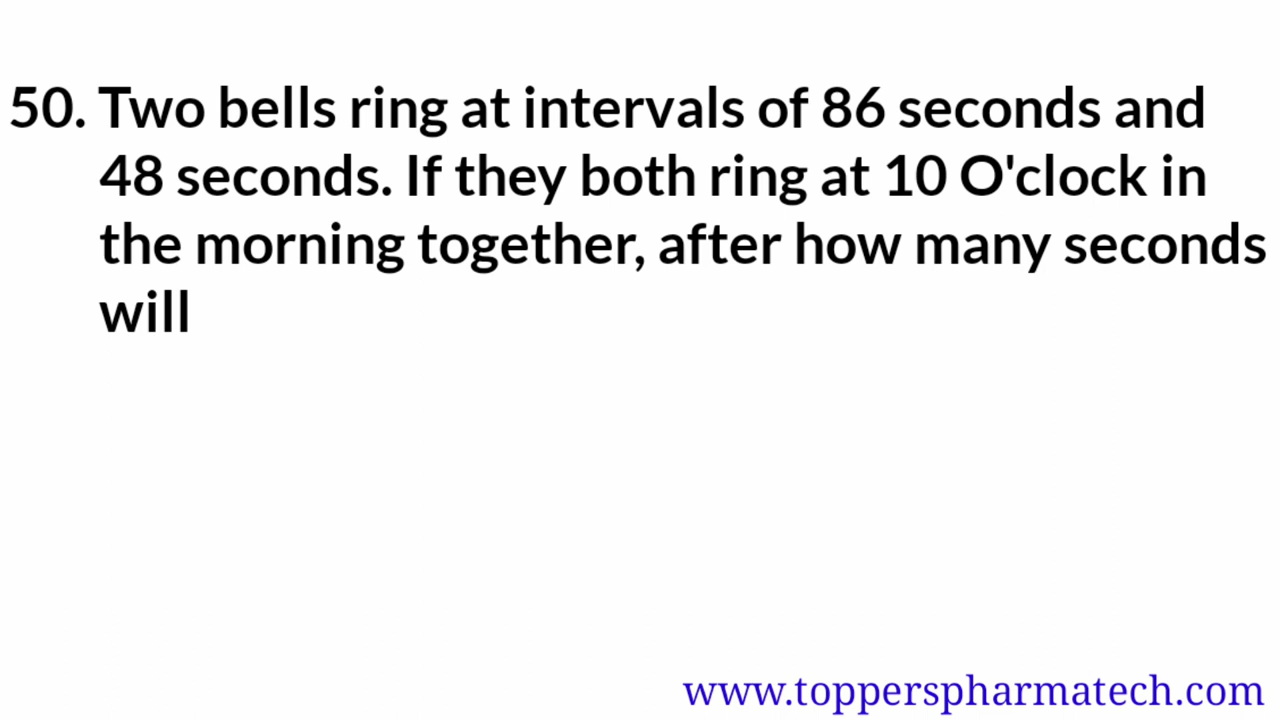 50. Two bells ring at intervals of 86 seconds and
48 seconds. If they both ring at 10 O'clock in
the morning together, after how many seconds
will
www.topperspharmatech.com